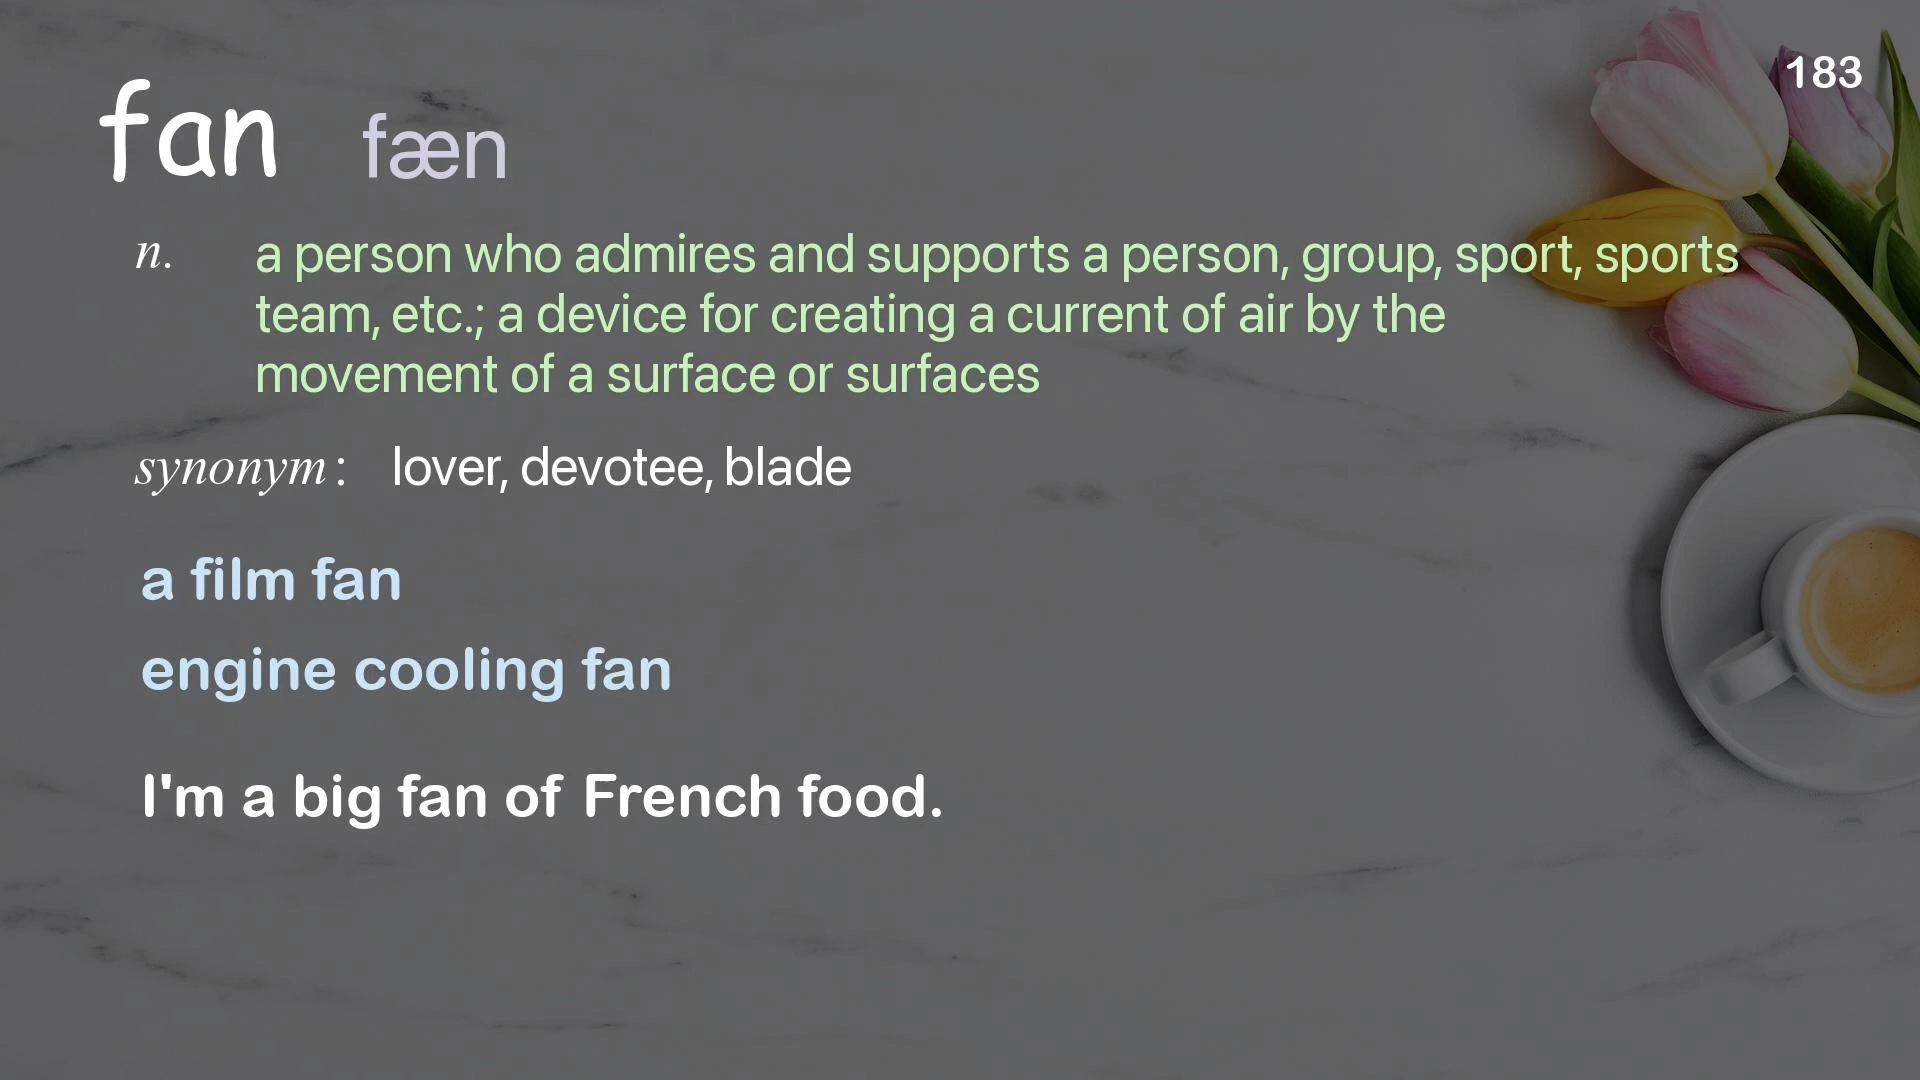 183
fan fæn
n. a person who admires and supports a person, group, sport, sports
team, etc.; a device for creating a current of air by the
movement of a surface or surfaces
synonym: lover, devotee, blade
a film fan
engine cooling fan
I'm a big fan of French food.